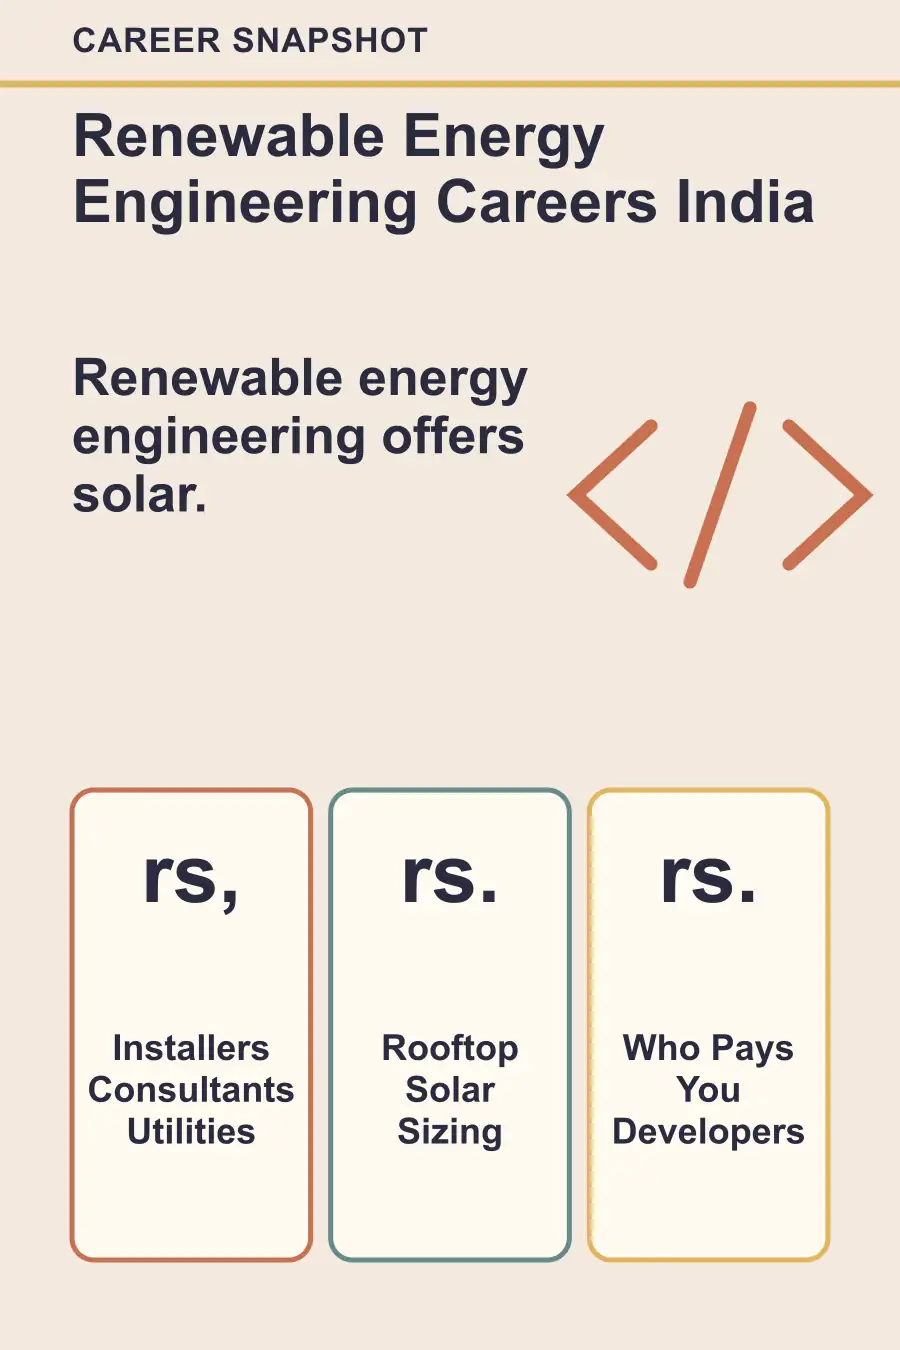 CAREER SNAPSHOT
Renewable Energy
Engineering Careers India
Renewable energy
engineering offers
solar.
rs,
Installers
Consultants
Utilities
rs.
Rooftop
Solar
Sizing
rs.
Who Pays
You
Developers